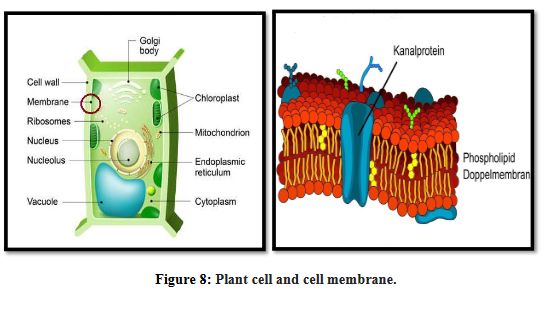 Golgi
body
Cell wall
Membrane
Ribosomes
Nucleus
Nucleolus
Vacuole
Chloroplast
Mitochondrion
Endoplasmic
reticulum
Cytoplasm
Kanalprotein
Phospholipid
Doppelmembran
Figure 8: Plant cell and cell membrane.